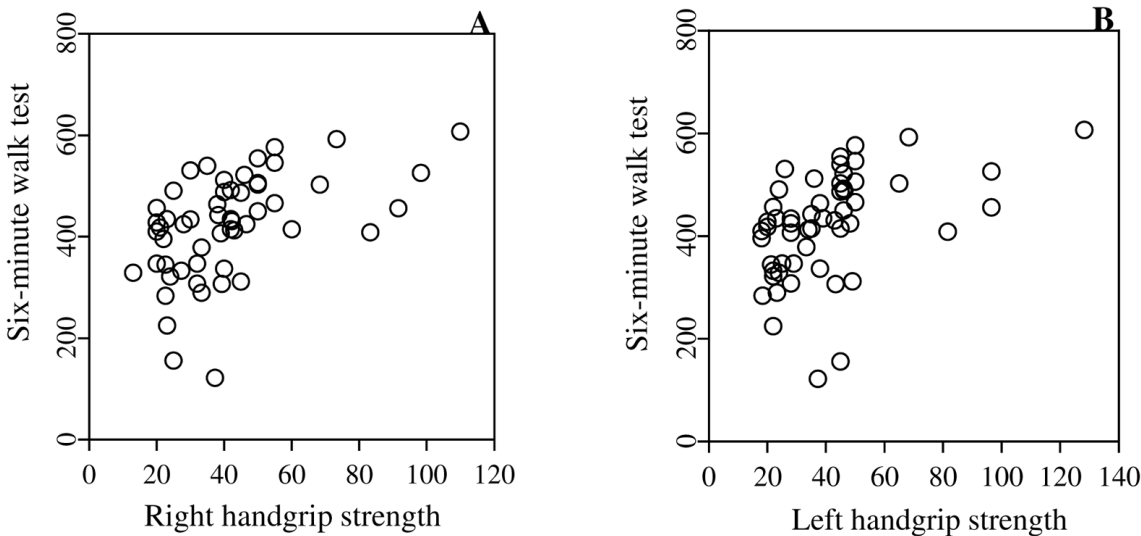 A
800
600
400
200
0
Six-minute walk test
0 20 40 60 80 100 120
Right handgrip strength
B
800
600
400
200
0
Six-minute walk test
0 20 40 60 80 100 120 140
Left handgrip strength